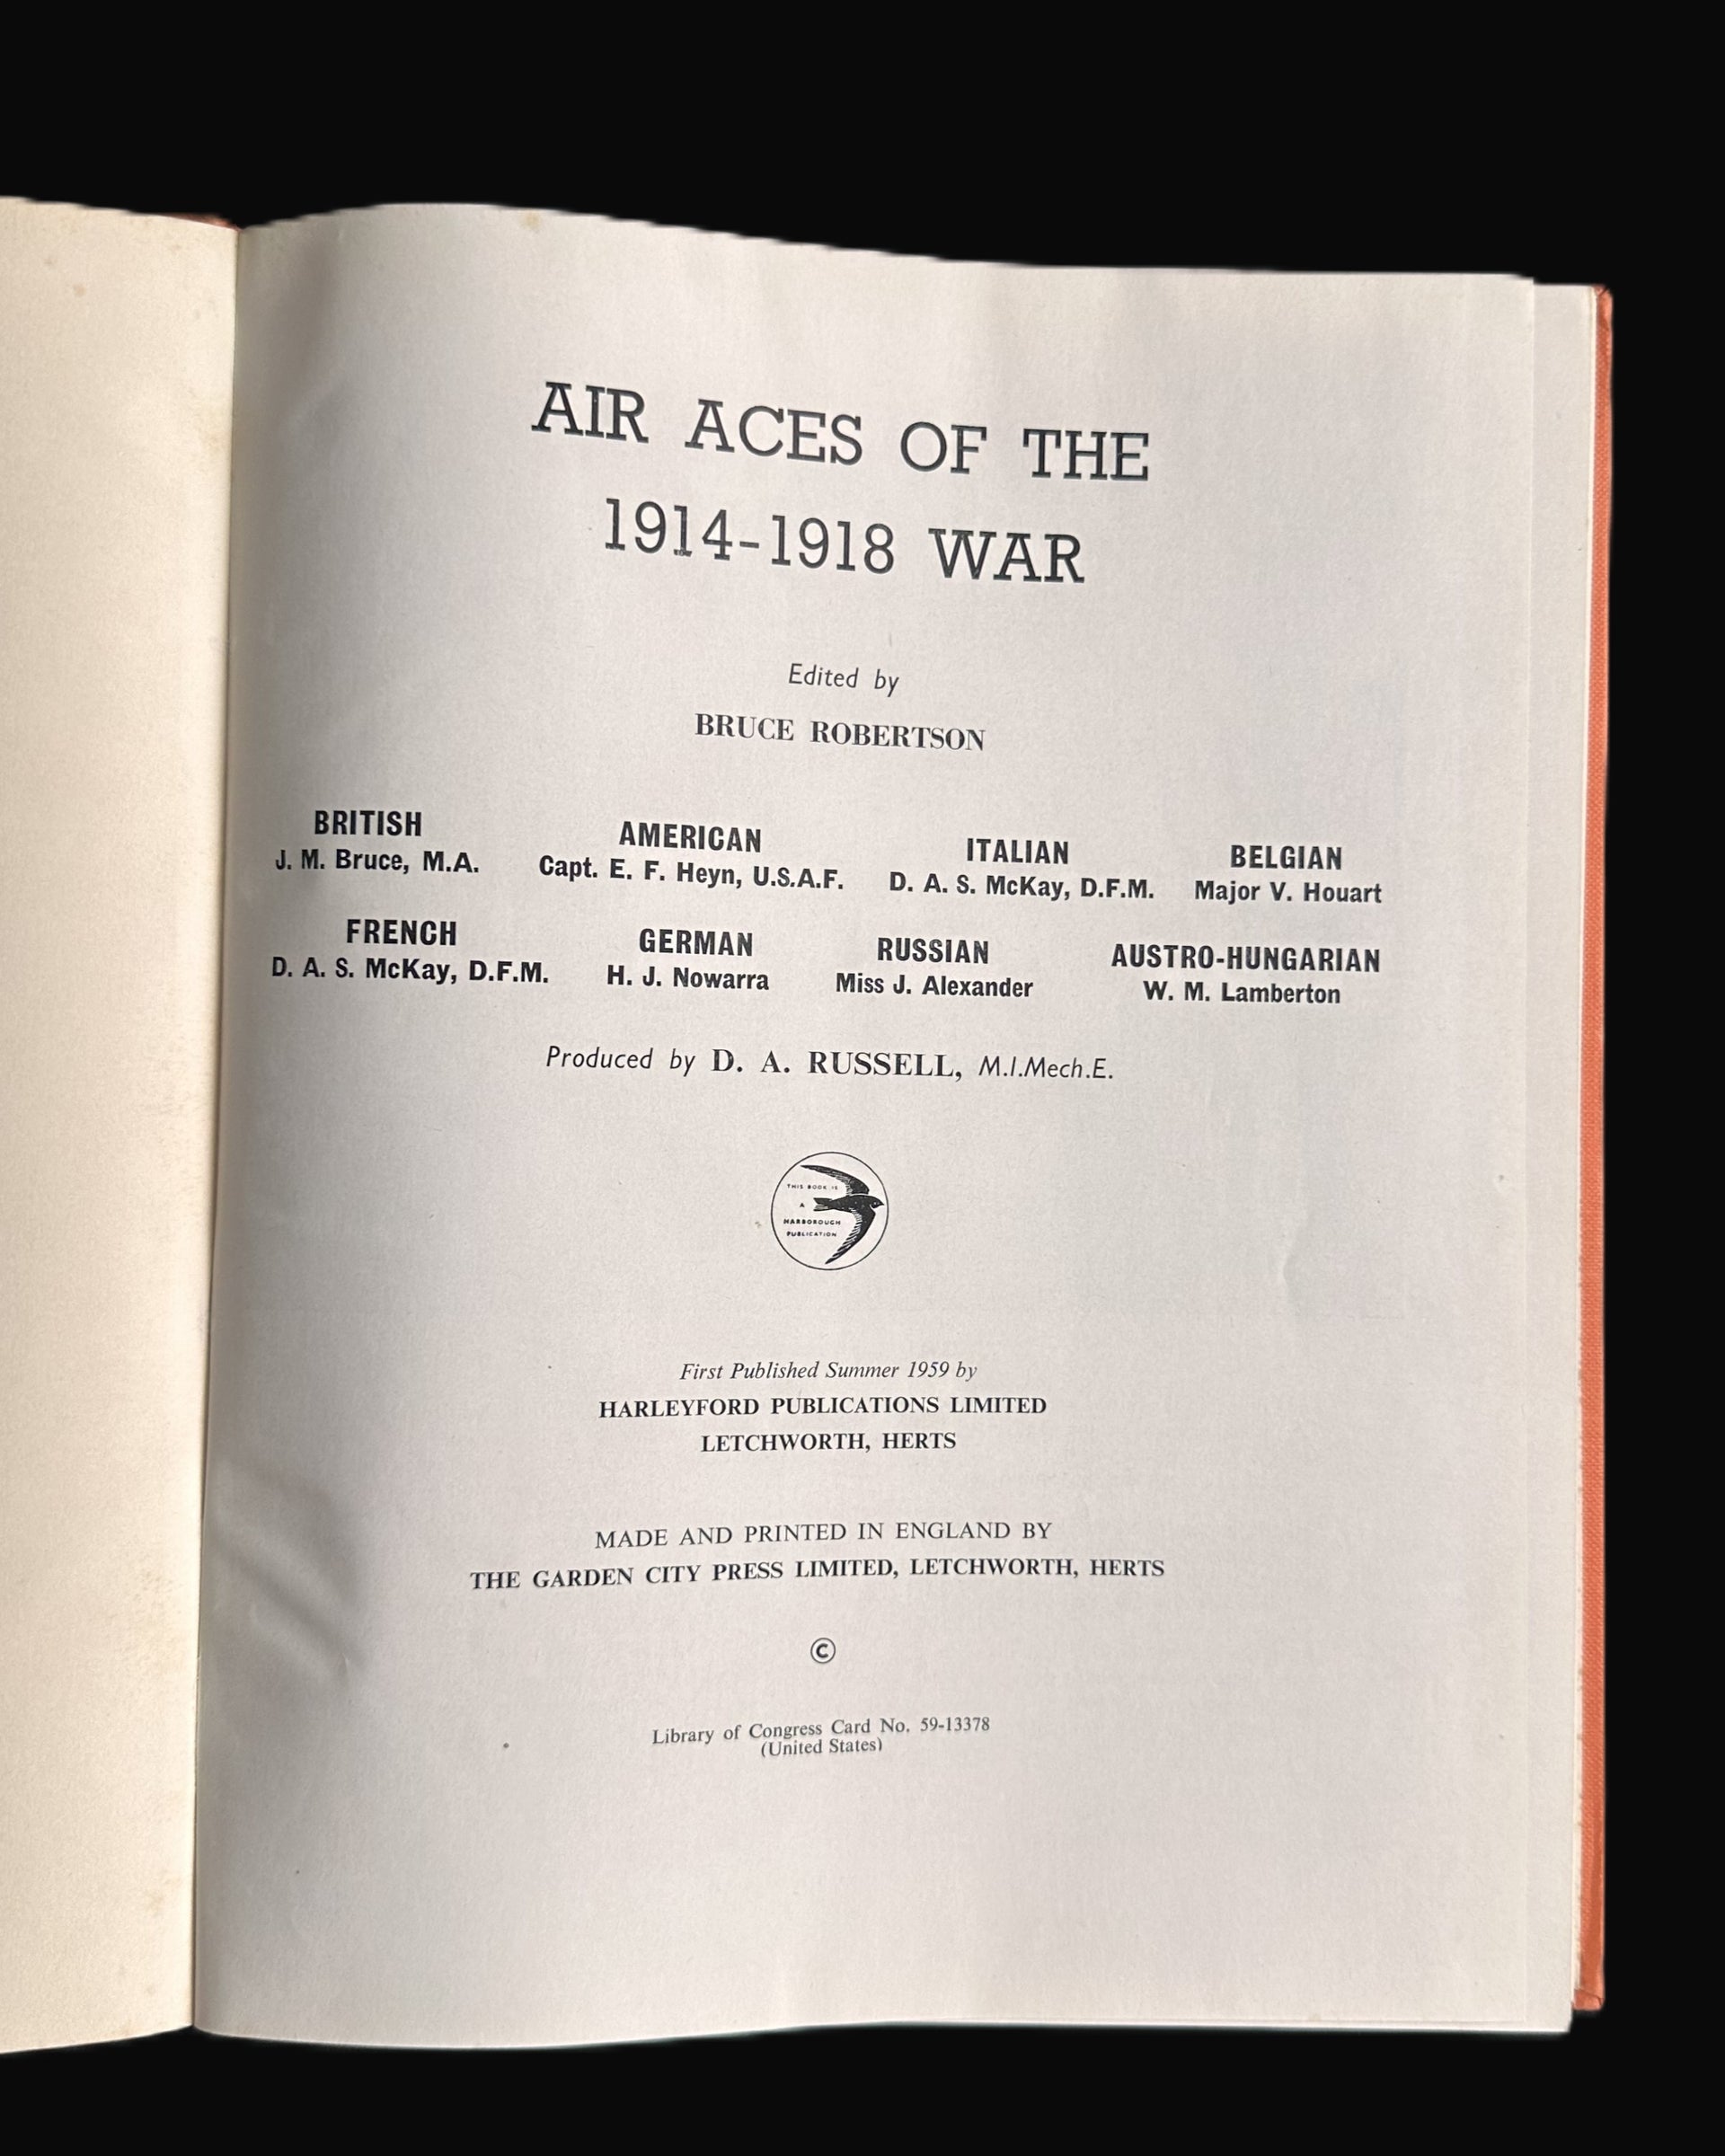 AIR ACES OF THE
1914-1918 WAR
Edited by
BRUCE ROBERTSON
BRITISH AMERICAN ITALIAN BELGIAN
J. M. Bruce, M.A. Capt. E. F. Heyn, U.S.A.F. D. A. S. McKay, D.F.M. Major V. Houart
FRENCH GERMAN RUSSIAN AUSTRO-HUNGARIAN
D. A. S. McKay, D.F.M. H. J. Nowarra Miss J. Alexander W. M. Lamberton
Produced by D. A. RUSSELL, M.I.Mech.E.
THIS BOOK IS
A
HARBOROUGH
PUBLICATION
First Published Summer 1959 by
HARLEYFORD PUBLICATIONS LIMITED
LETCHWORTH, HERTS
MADE AND PRINTED IN ENGLAND BY
THE GARDEN CITY PRESS LIMITED, LETCHWORTH, HERTS
©
Library of Congress Card No. 59-13378
(United States)